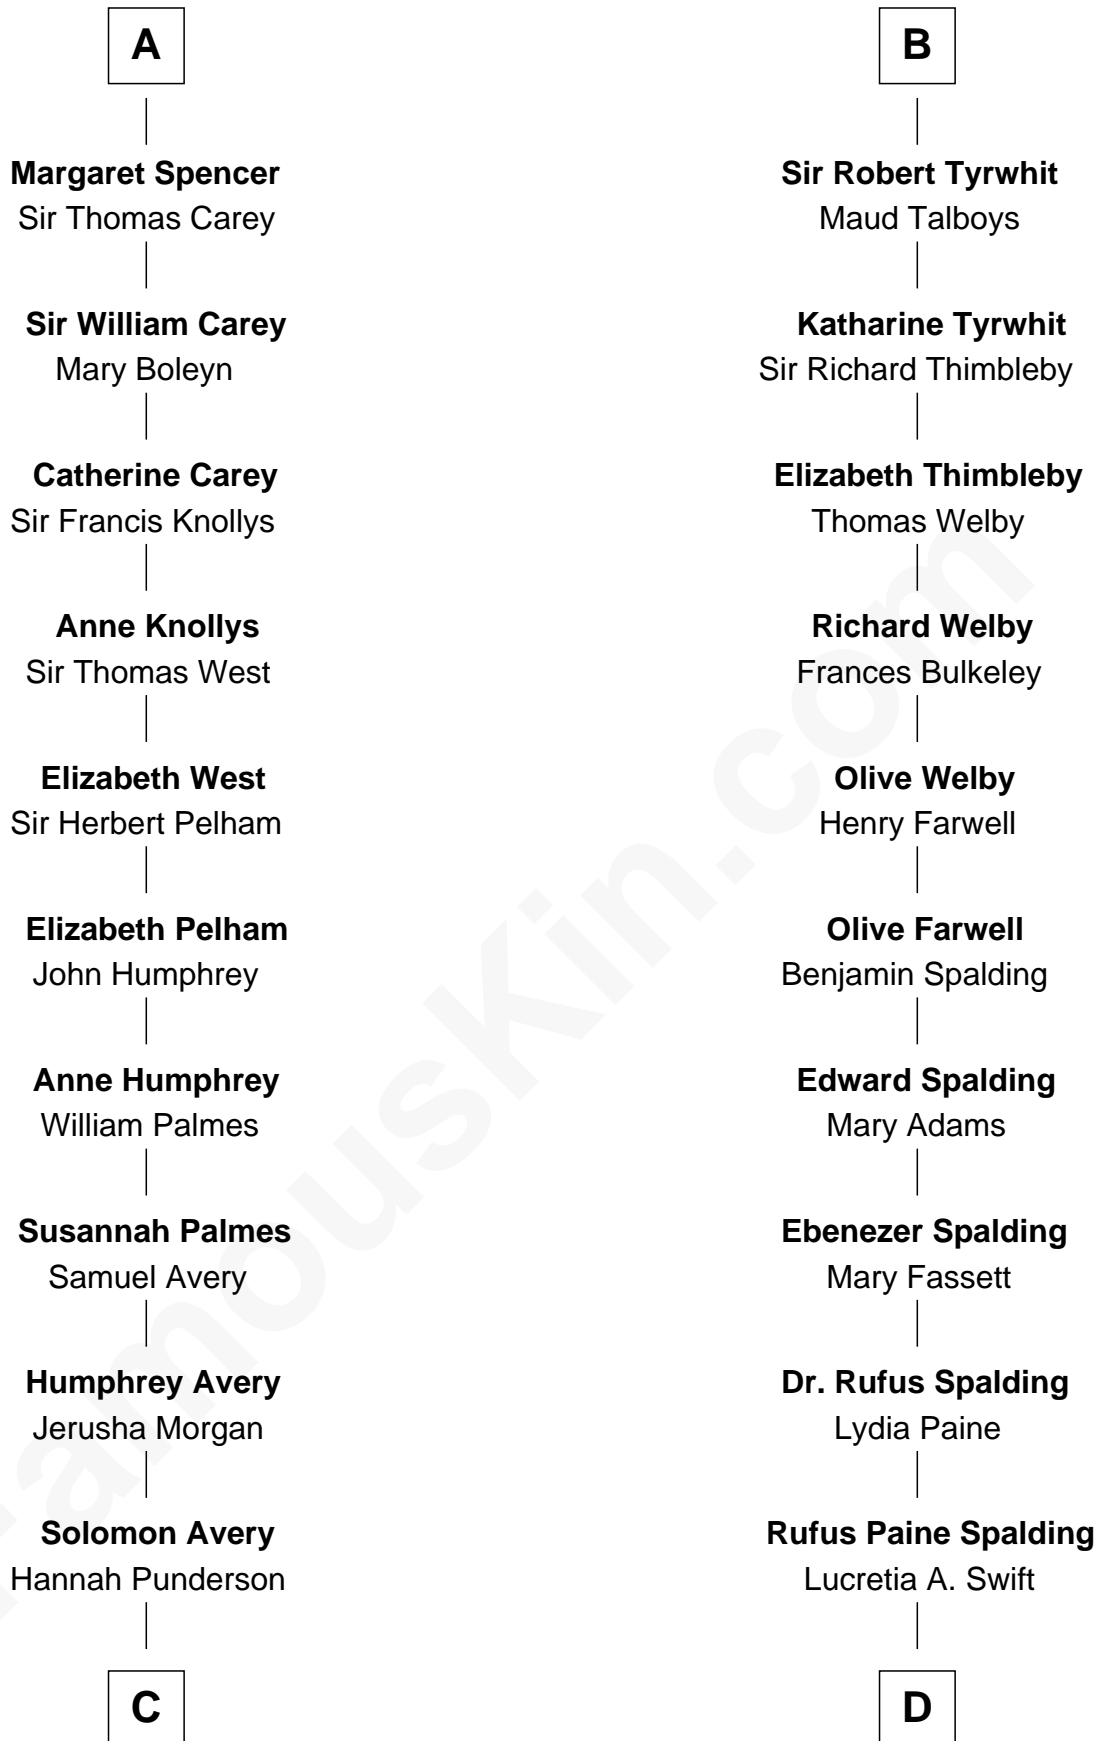 A
Margaret Spencer
Sir Thomas Carey
Sir William Carey
Mary Boleyn
Catherine Carey
Sir Francis Knollys
Anne Knollys
Sir Thomas West
Elizabeth West
Sir Herbert Pelham
Elizabeth Pelham
John Humphrey
Anne Humphrey
William Palmes
Susannah Palmes
Samuel Avery
Humphrey Avery
Jerusha Morgan
Solomon Avery
Hannah Punderson
C
B
Sir Robert Tyrwhit
Maud Talboys
Katharine Tyrwhit
Sir Richard Thimbleby
Elizabeth Thimbleby
Thomas Welby
Richard Welby
Frances Bulkeley
Olive Welby
Henry Farwell
Olive Farwell
Benjamin Spalding
Edward Spalding
Mary Adams
Ebenezer Spalding
Mary Fassett
Dr. Rufus Spalding
Lydia Paine
Rufus Paine Spalding
Lucretia A. Swift
D
FamousKin.com